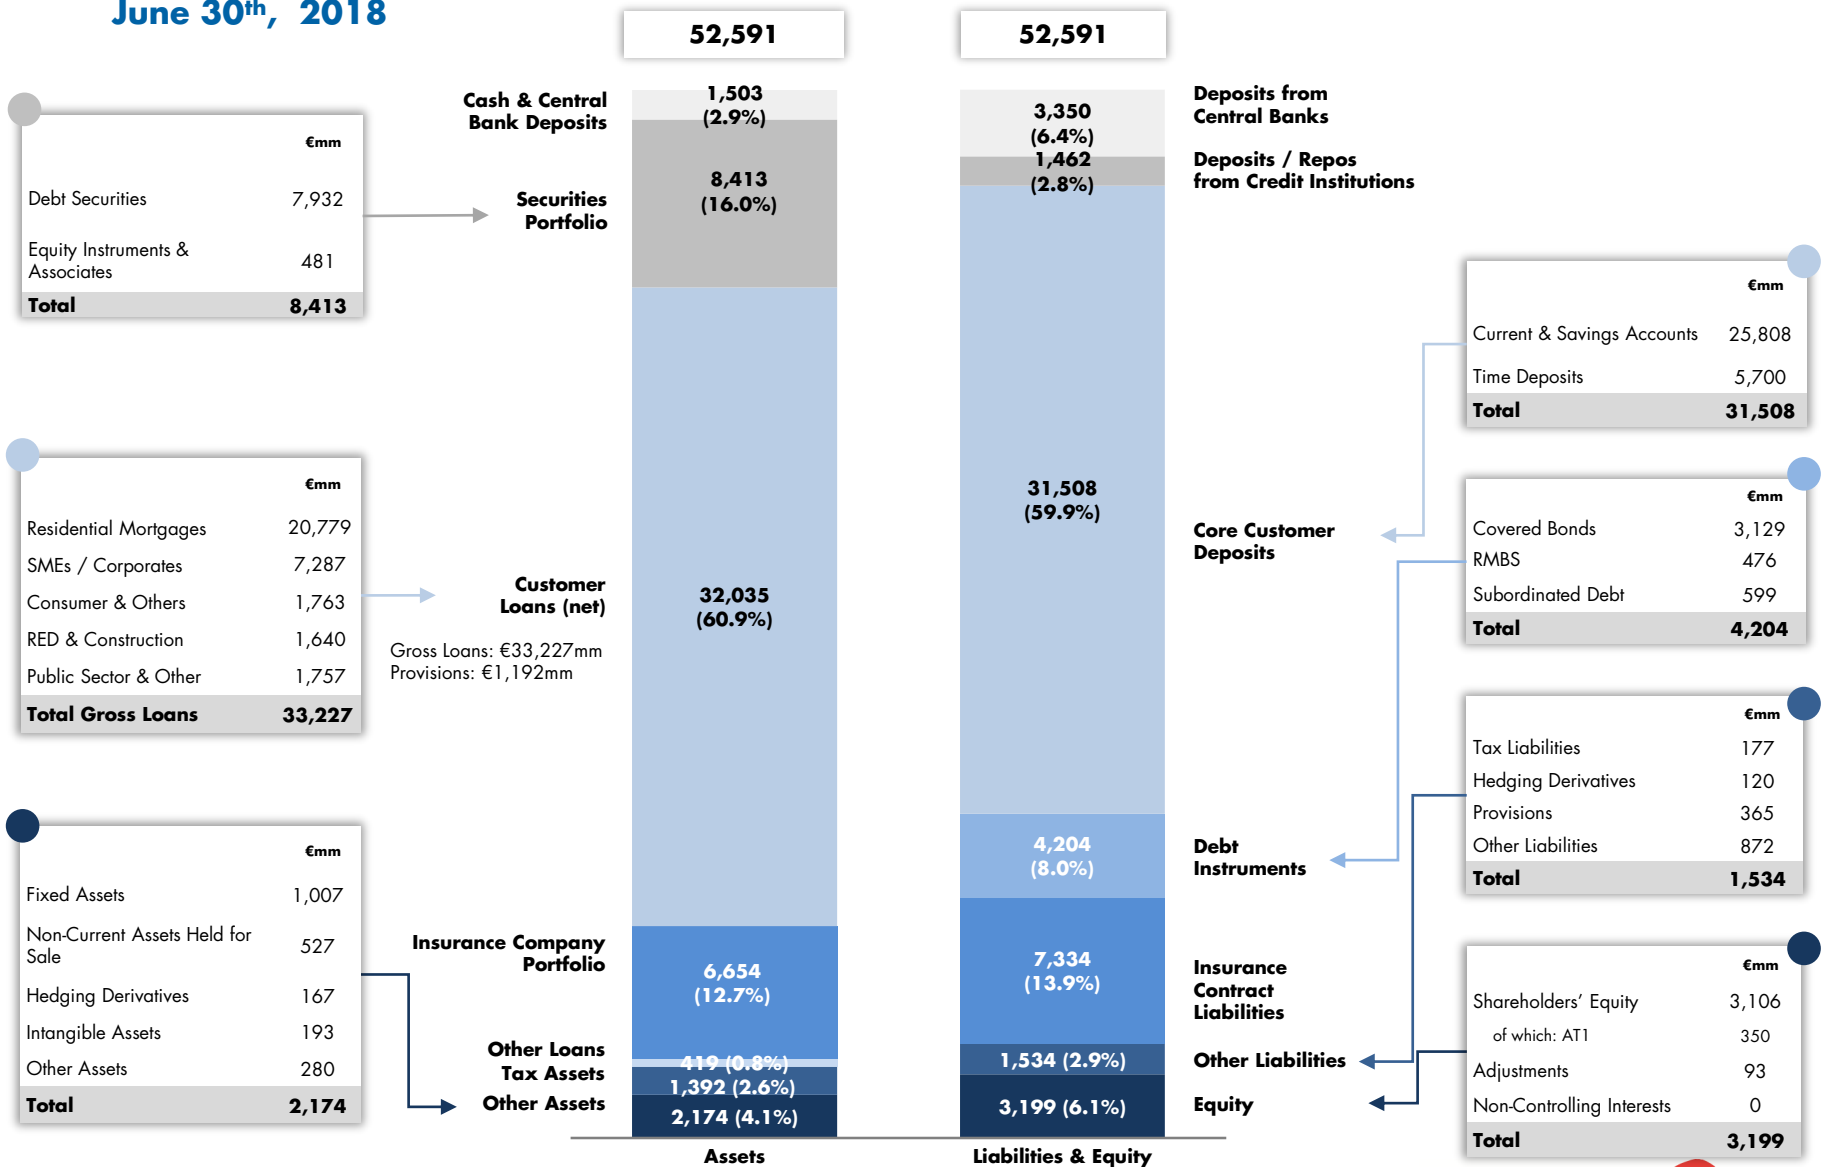 June 30th, 2018
52,591
52,591
€mm
Debt Securities 7,932
Equity Instruments &
Associates 481
Total 8,413
€mm
Residential Mortgages 20,779
SMEs / Corporates 7,287
Consumer & Others 1,763
RED & Construction 1,640
Public Sector & Other 1,757
Total Gross Loans 33,227
€mm
Fixed Assets 1,007
Non-Current Assets Held for
Sale 527
Hedging Derivatives 167
Intangible Assets 193
Other Assets 280
Total 2,174
Cash & Central
Bank Deposits
Securities
Portfolio
Customer
Loans (net)
Gross Loans: €33,227mm
Provisions: €1,192mm
Insurance Company
Portfolio
Other Loans
Tax Assets
Other Assets
1,503
(2.9%)
8,413
(16.0%)
32,035
(60.9%)
6,654
(12.7%)
419 (0.8%)
1,392 (2.6%)
2,174 (4.1%)
Assets
3,350
(6.4%)
1,462
(2.8%)
31,508
(59.9%)
4,204
(8.0%)
7,334
(13.9%)
1,534 (2.9%)
3,199 (6.1%)
Liabilities & Equity
Deposits from
Central Banks
Deposits / Repos
from Credit Institutions
Core Customer
Deposits
Debt
Instruments
Insurance
Contract
Liabilities
Other Liabilities
Equity
€mm
Current & Savings Accounts 25,808
Time Deposits 5,700
Total 31,508
€mm
Covered Bonds 3,129
RMBS 476
Subordinated Debt 599
Total 4,204
€mm
Tax Liabilities 177
Hedging Derivatives 120
Provisions 365
Other Liabilities 872
Total 1,534
€mm
Shareholders' Equity 3,106
of which: AT1 350
Adjustments 93
Non-Controlling Interests 0
Total 3,199